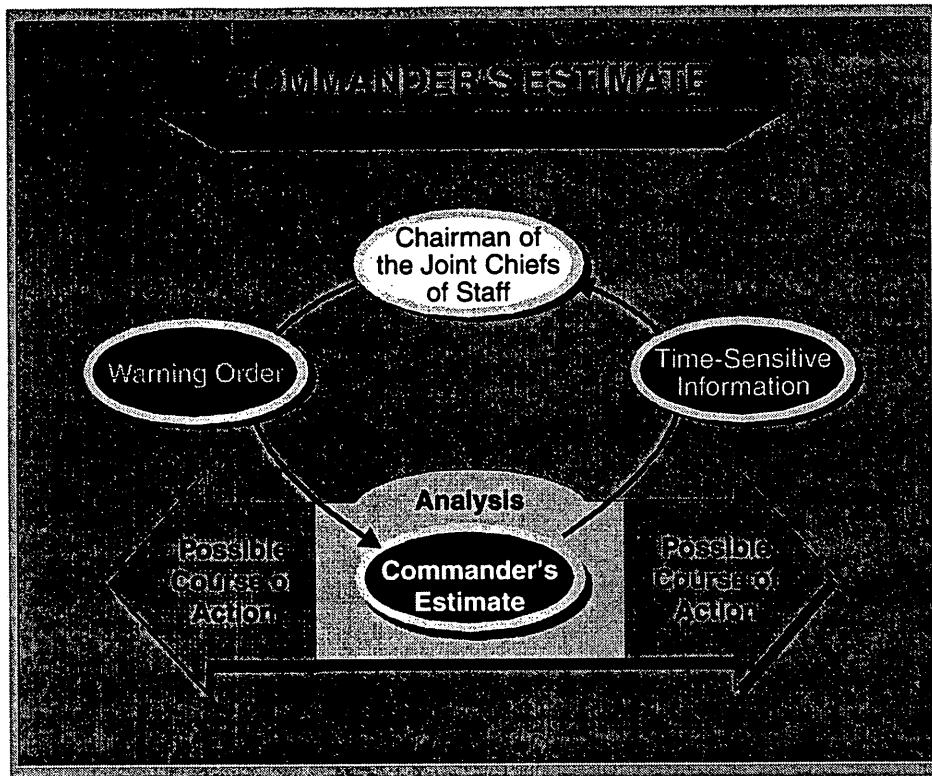 COMMANDER'S ESTIMATE
Chairman of
the Joint Chiefs
of Staff
Warning Order
Time-Sensitive
Information
Analysis
Commander's
Estimate
Possible
Course of
Action
Possible
Course of
Action